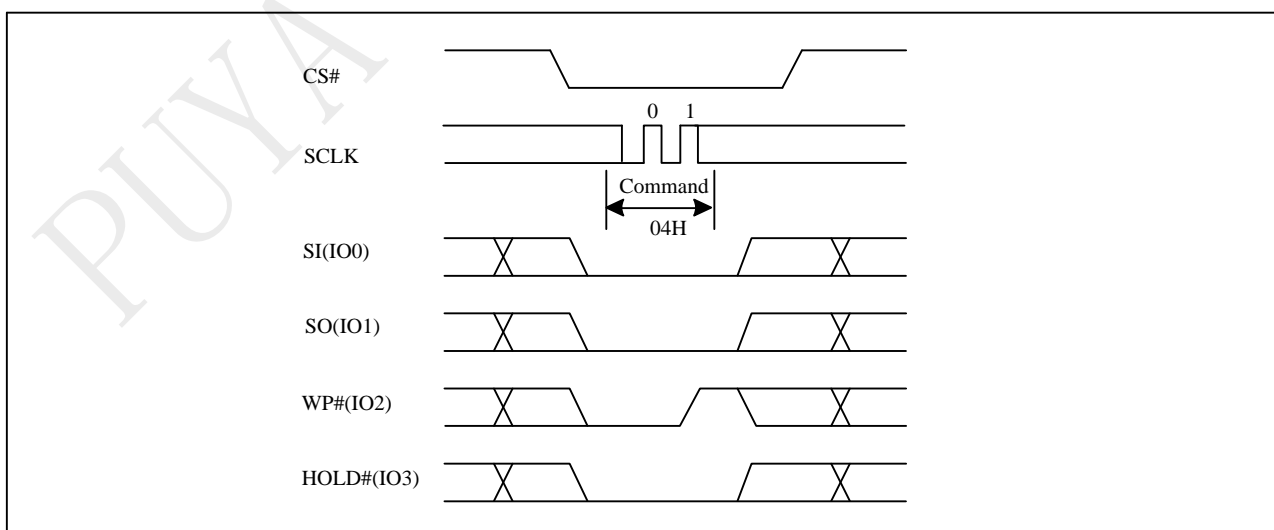 PUYA
CS#
0 1
SCLK
Command
04H
SI(IO0)
SO(IO1)
WP#(IO2)
HOLD#(IO3)